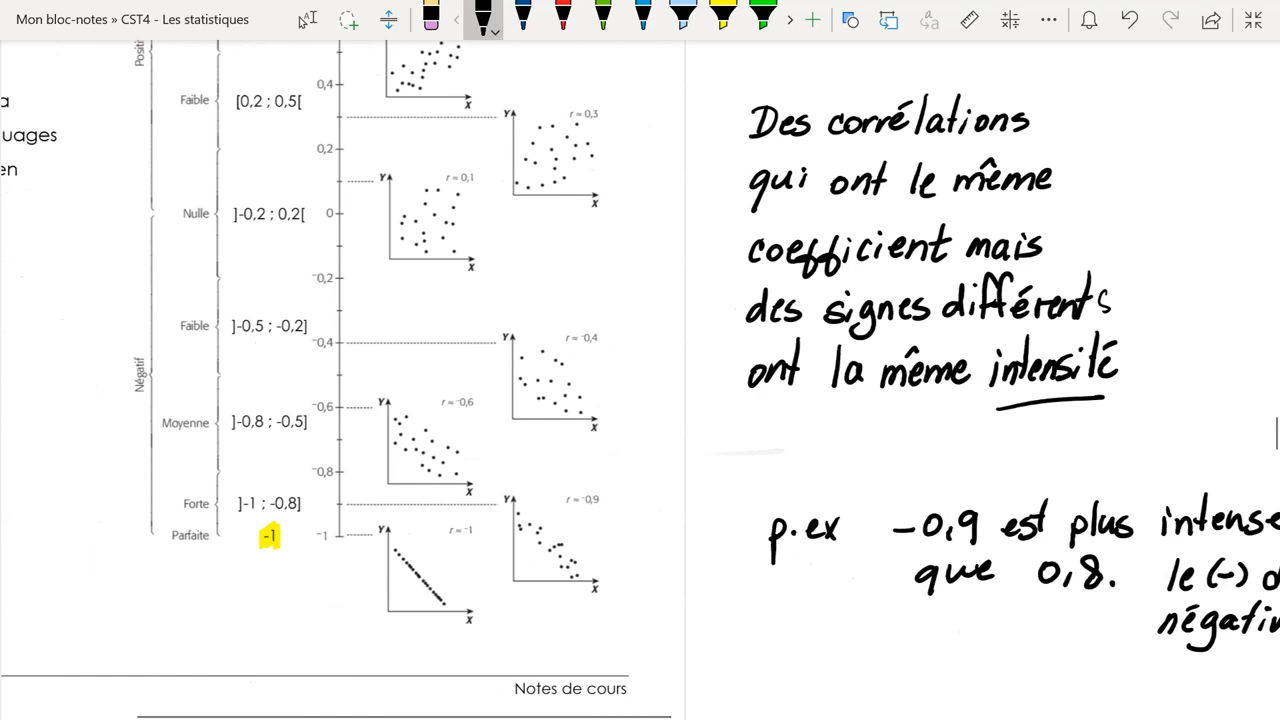 Mon bloc-notes » CST4 - Les statistiques
a
uages
en
Positi
Faible [0,2 ; 0,5[
Nulle ]-0,2 ; 0,2[
Négatif
Faible ]-0,5 ; -0,2]
Moyenne ]-0,8 ; -0,5]
Forte ]-1 ; -0,8]
Parfaite -1
0,4
0,2
0
-0,2
-0,4
-0,6
-0,8
-1
X
Y r ≈ 0,3 X
Y r ≈ 0,1 X
Y r ≈ -0,4 X
Y r ≈ -0,6 X
Y r ≈ -0,9 X
Y r ≈ -1 X
Notes de cours
Des corrélations
qui ont le même
coefficient mais
des signes différents
ont la même intensité
p.ex -0,9 est plus intense
que 0,8. le (-) d
négativ